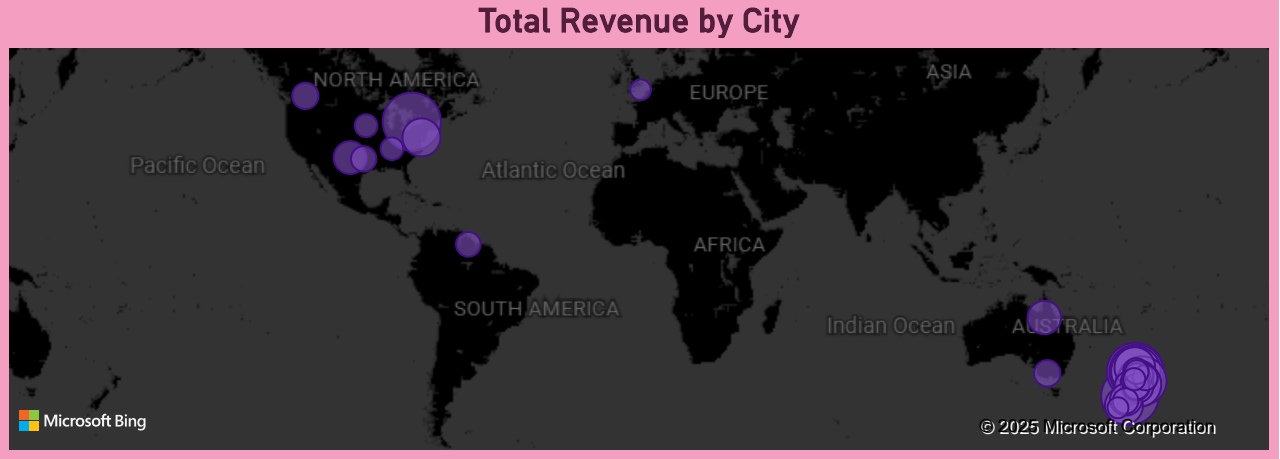 Total Revenue by City
NORTH AMERICA
ASIA
EUROPE
Pacific Ocean
Atlantic Ocean
AFRICA
SOUTH AMERICA
Indian Ocean
AUSTRALIA
Microsoft Bing
© 2025 Microsoft Corporation